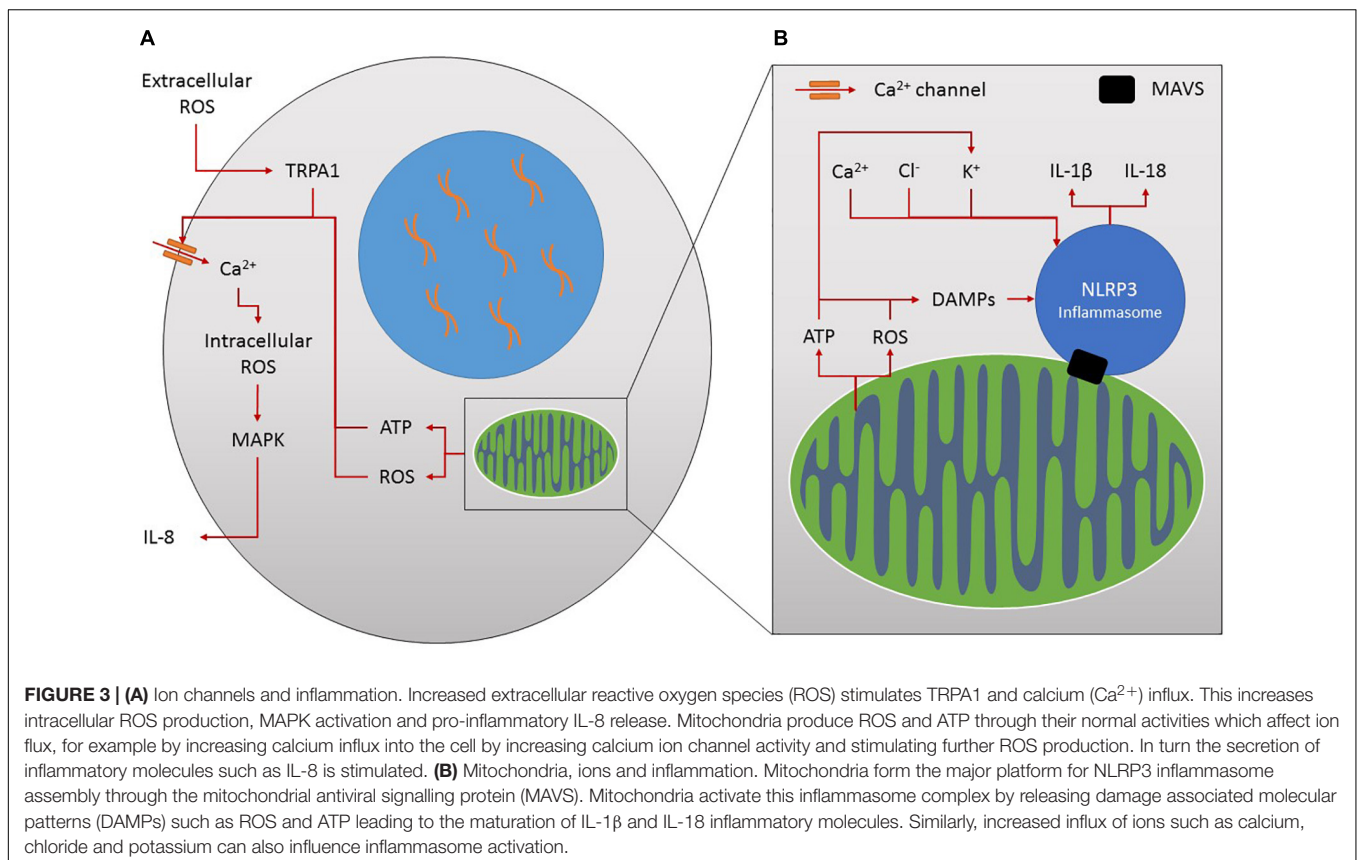 A
Extracellular
ROS
TRPA1
Ca²⁺
Intracellular
ROS
MAPK
IL-8
ATP
ROS
B
Ca²⁺ channel
MAVS
Ca²⁺ Cl⁻ K⁺ IL-1β IL-18
NLRP3
Inflammasome
DAMPs
ATP ROS
FIGURE 3 | (A) Ion channels and inflammation. Increased extracellular reactive oxygen species (ROS) stimulates TRPA1 and calcium (Ca²⁺) influx. This increases
intracellular ROS production, MAPK activation and pro-inflammatory IL-8 release. Mitochondria produce ROS and ATP through their normal activities which affect ion
flux, for example by increasing calcium influx into the cell by increasing calcium ion channel activity and stimulating further ROS production. In turn the secretion of
inflammatory molecules such as IL-8 is stimulated. (B) Mitochondria, ions and inflammation. Mitochondria form the major platform for NLRP3 inflammasome
assembly through the mitochondrial antiviral signalling protein (MAVS). Mitochondria activate this inflammasome complex by releasing damage associated molecular
patterns (DAMPs) such as ROS and ATP leading to the maturation of IL-1β and IL-18 inflammatory molecules. Similarly, increased influx of ions such as calcium,
chloride and potassium can also influence inflammasome activation.